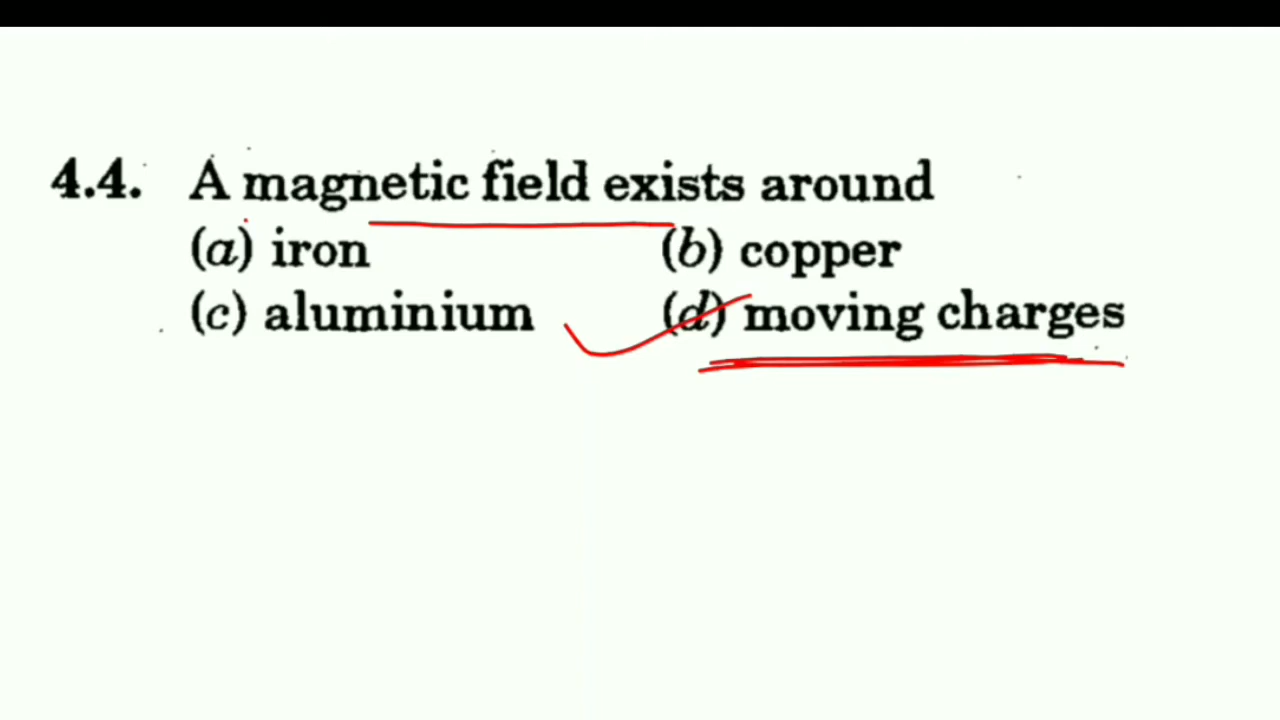 4.4. A magnetic field exists around
(a) iron (b) copper
(c) aluminium (d) moving charges